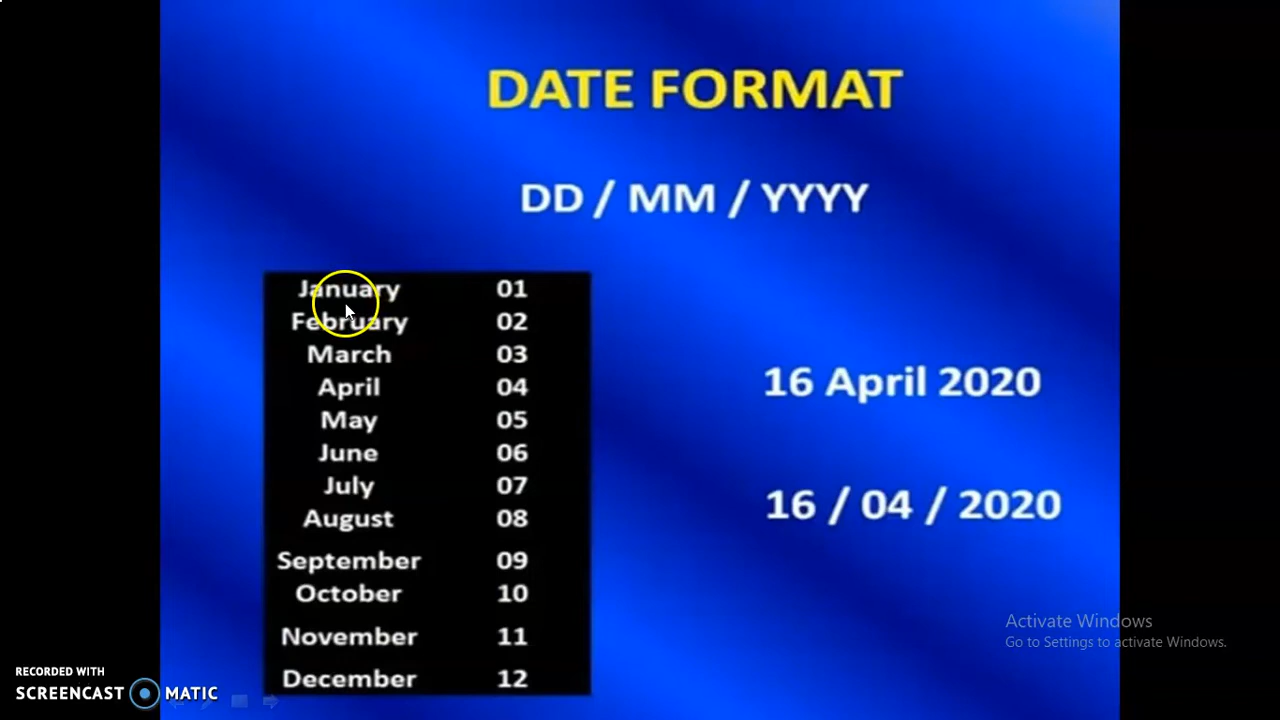 DATE FORMAT
DD / MM / YYYY
January 01
February 02
March 03
April 04
May 05
June 06
July 07
August 08
September 09
October 10
November 11
December 12
16 April 2020
16 / 04 / 2020
Activate Windows
Go to Settings to activate Windows.
RECORDED WITH
SCREENCAST MATIC